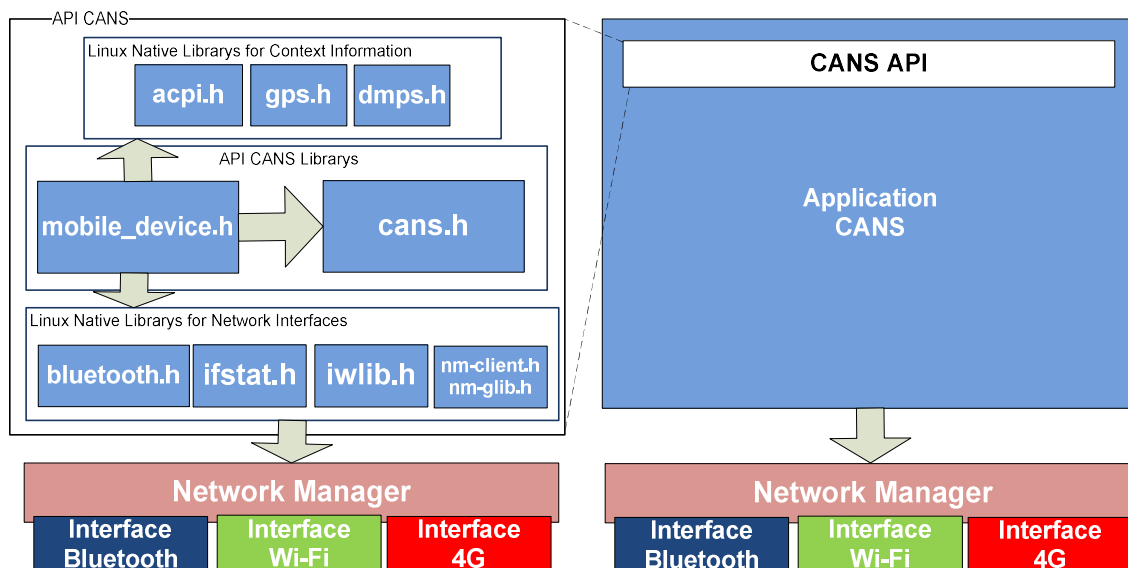 API CANS
Linux Native Librarys for Context Information
acpi.h
gps.h
dmps.h
API CANS Librarys
mobile_device.h
cans.h
Linux Native Librarys for Network Interfaces
bluetooth.h
ifstat.h
iwlib.h
nm-client.h
nm-glib.h
Network Manager
Interface
Bluetooth
Interface
Wi-Fi
Interface
4G
CANS API
Application
CANS
Network Manager
Interface
Bluetooth
Interface
Wi-Fi
Interface
4G